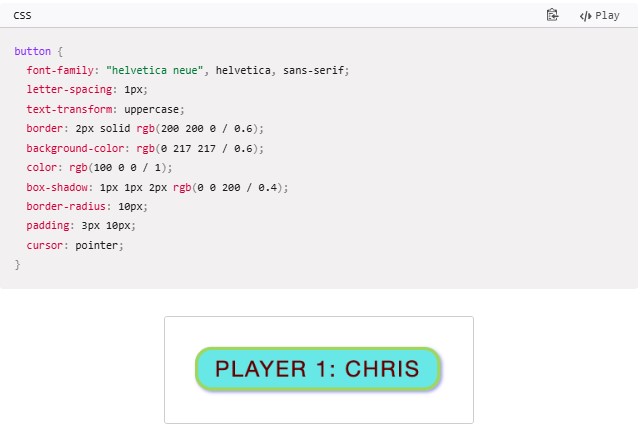 CSS
Play
button {
font-family: "helvetica neue", helvetica, sans-serif;
letter-spacing: 1px;
text-transform: uppercase;
border: 2px solid rgb(200 200 0 / 0.6);
background-color: rgb(0 217 217 / 0.6);
color: rgb(100 0 0 / 1);
box-shadow: 1px 1px 2px rgb(0 0 200 / 0.4);
border-radius: 10px;
padding: 3px 10px;
cursor: pointer;
}
PLAYER 1: CHRIS